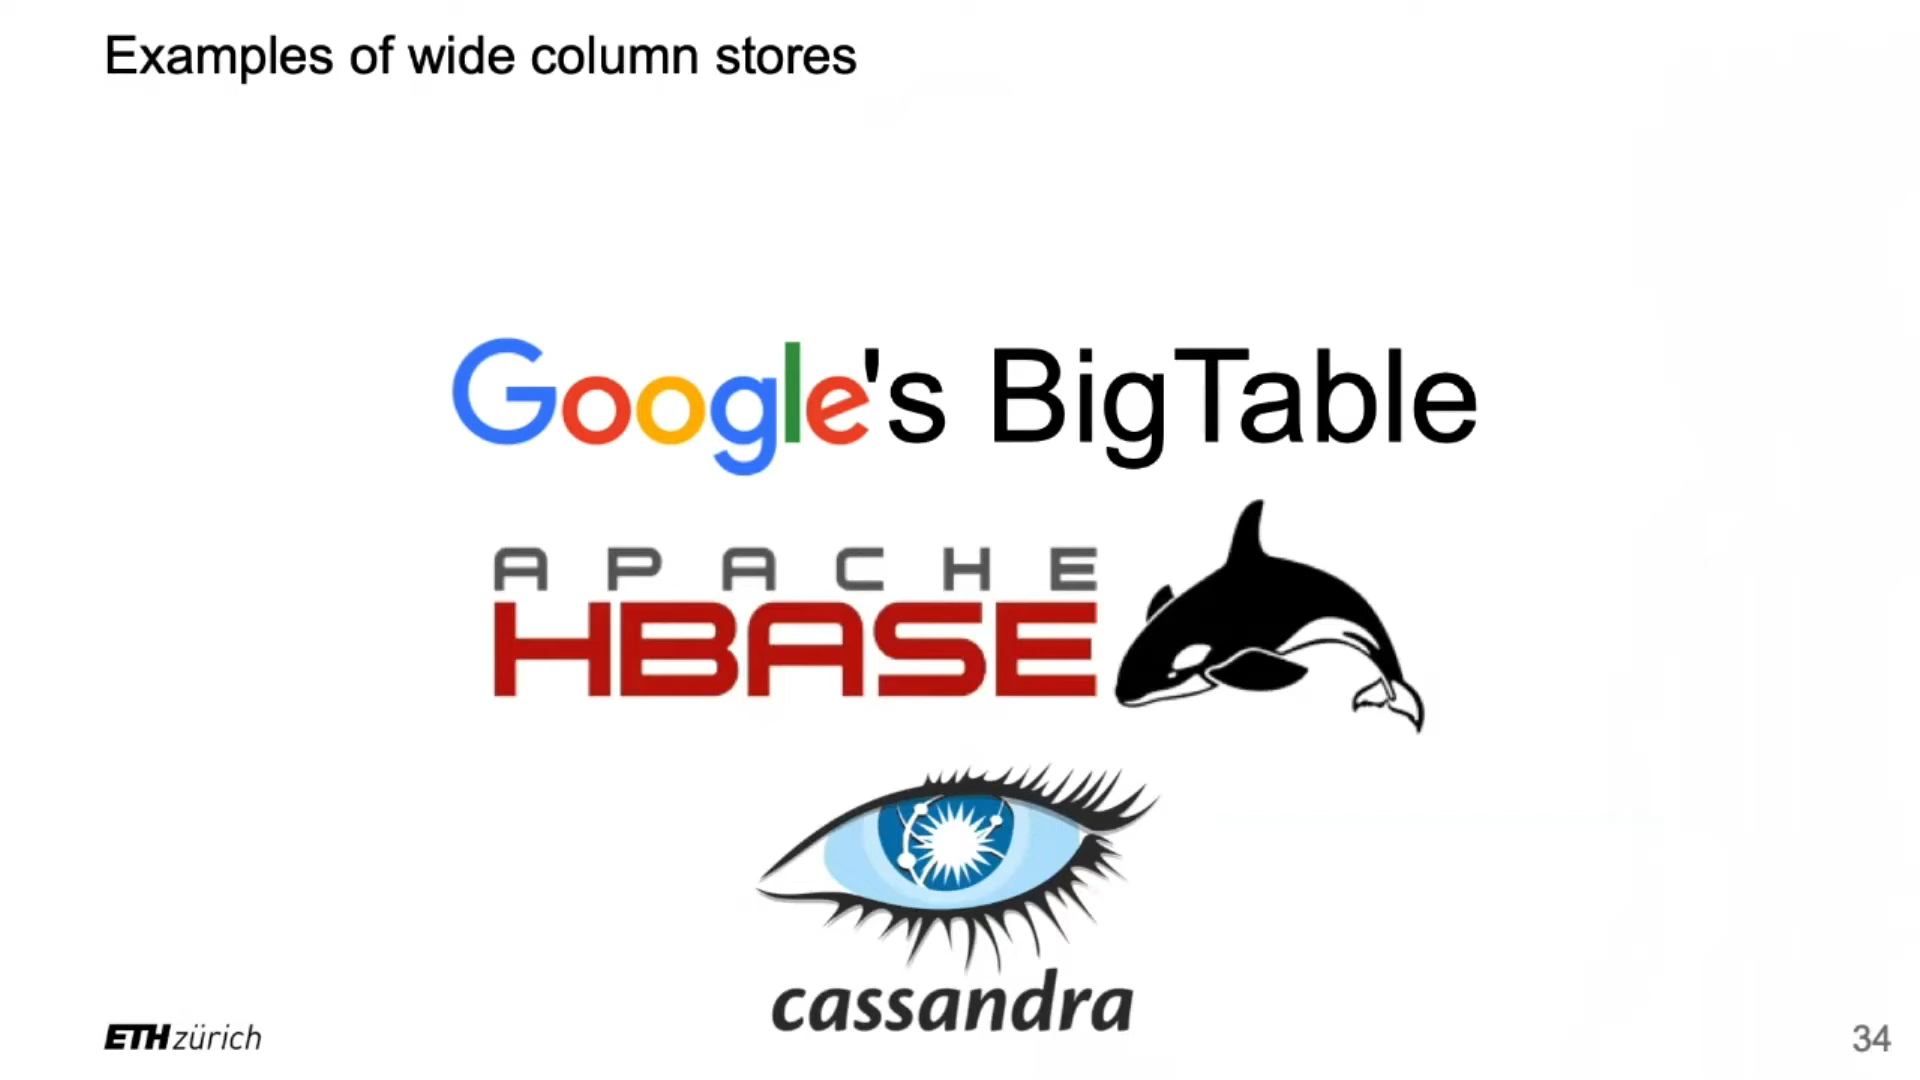 Examples of wide column stores
Google's BigTable
APACHE
HBASE
cassandra
ETH zürich
34